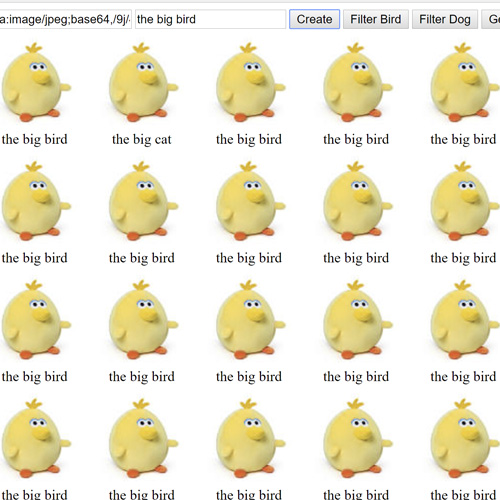 a:image/jpeg;base64,/9j/ the big bird Create Filter Bird Filter Dog Ge
the big bird the big cat the big bird the big bird the big bird
the big bird the big bird the big bird the big bird the big bird
the big bird the big bird the big bird the big bird the big bird
the big bird the big bird the big bird the big bird the big bird